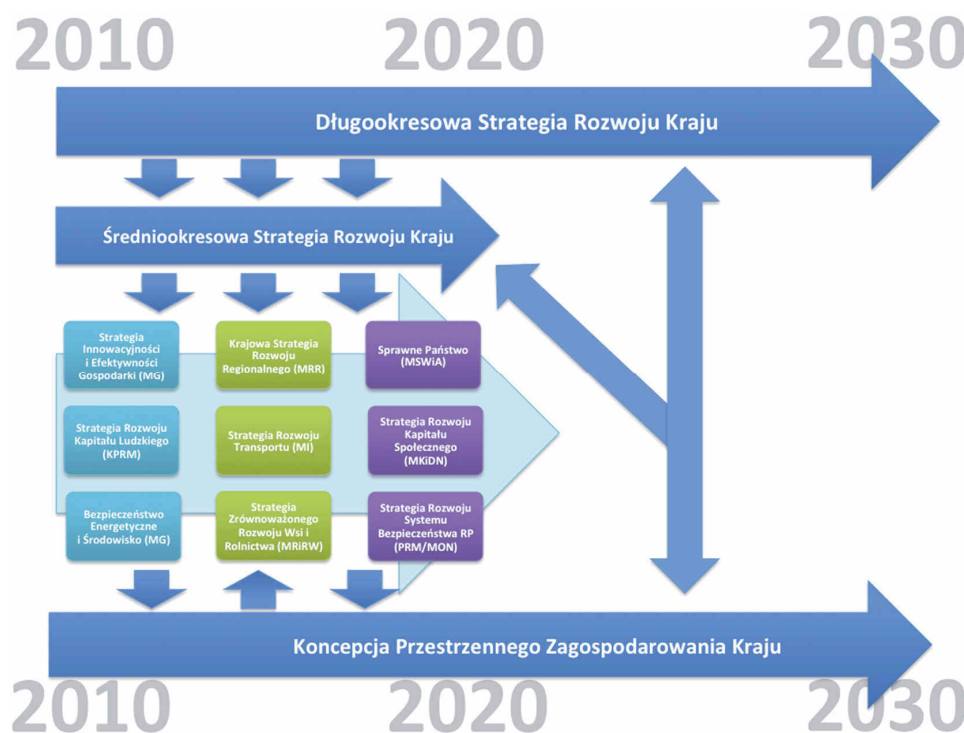 2010 2020 2030
Długookresowa Strategia Rozwoju Kraju
Średniookresowa Strategia Rozwoju Kraju
Strategia
Innowacyjności
i Efektywności
Gospodarki (MG)
Krajowa Strategia
Rozwoju
Regionalnego (MRR)
Sprawne Państwo
(MSWiA)
Strategia Rozwoju
Kapitału Ludzkiego
(KPRM)
Strategia Rozwoju
Transportu (MI)
Strategia Rozwoju
Kapitału
Społecznego (MKiDN)
Bezpieczeństwo
Energetyczne
i Środowisko (MG)
Strategia
Zrównoważonego
Rozwoju Wsi i
Rolnictwa (MRiRW)
Strategia Rozwoju
Systemu
Bezpieczeństwa RP
(PRM/MON)
Koncepcja Przestrzennego Zagospodarowania Kraju
2010 2020 2030